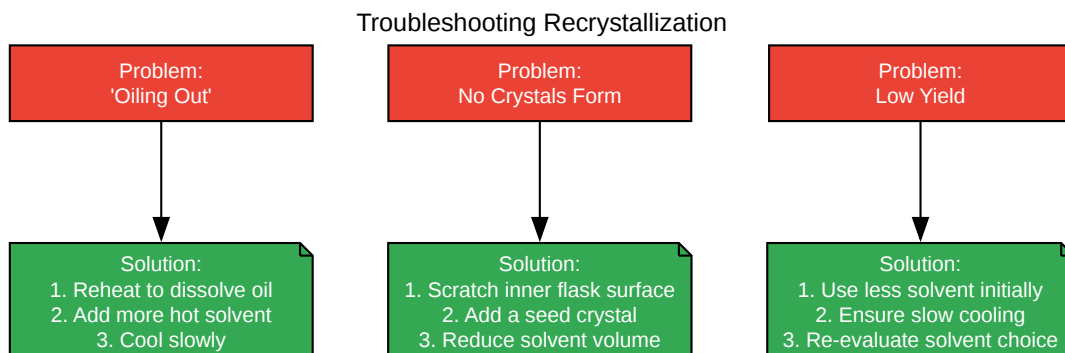 Troubleshooting Recrystallization
Problem:
'Oiling Out'
Problem:
No Crystals Form
Problem:
Low Yield
Solution:
1. Reheat to dissolve oil
2. Add more hot solvent
3. Cool slowly
Solution:
1. Scratch inner flask surface
2. Add a seed crystal
3. Reduce solvent volume
Solution:
1. Use less solvent initially
2. Ensure slow cooling
3. Re-evaluate solvent choice